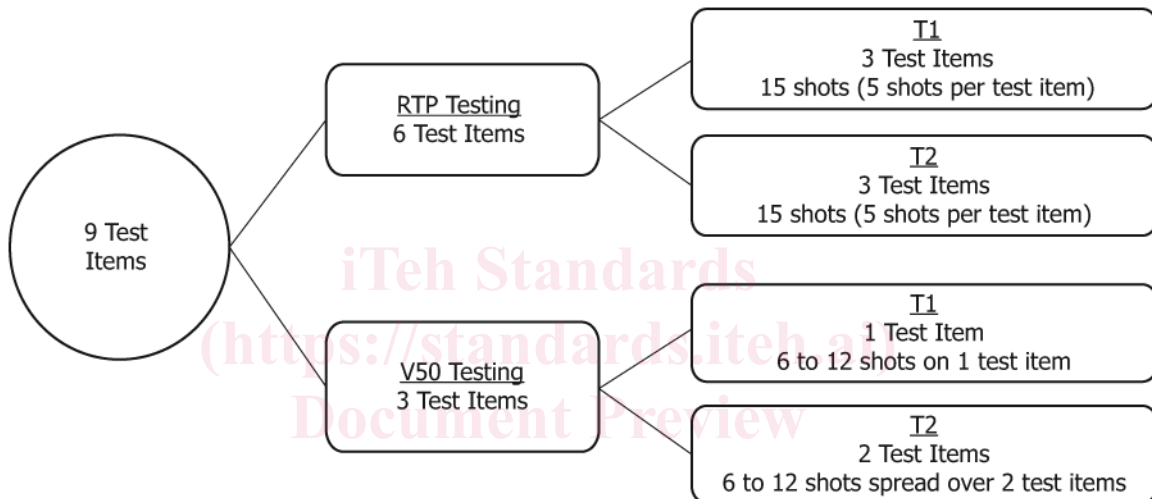 9 Test
Items
RTP Testing
6 Test Items
T1
3 Test Items
15 shots (5 shots per test item)
T2
3 Test Items
15 shots (5 shots per test item)
V50 Testing
3 Test Items
T1
1 Test Item
6 to 12 shots on 1 test item
T2
2 Test Items
6 to 12 shots spread over 2 test items
iTeh Standards
(https://standards.iteh.ai)
Document Preview